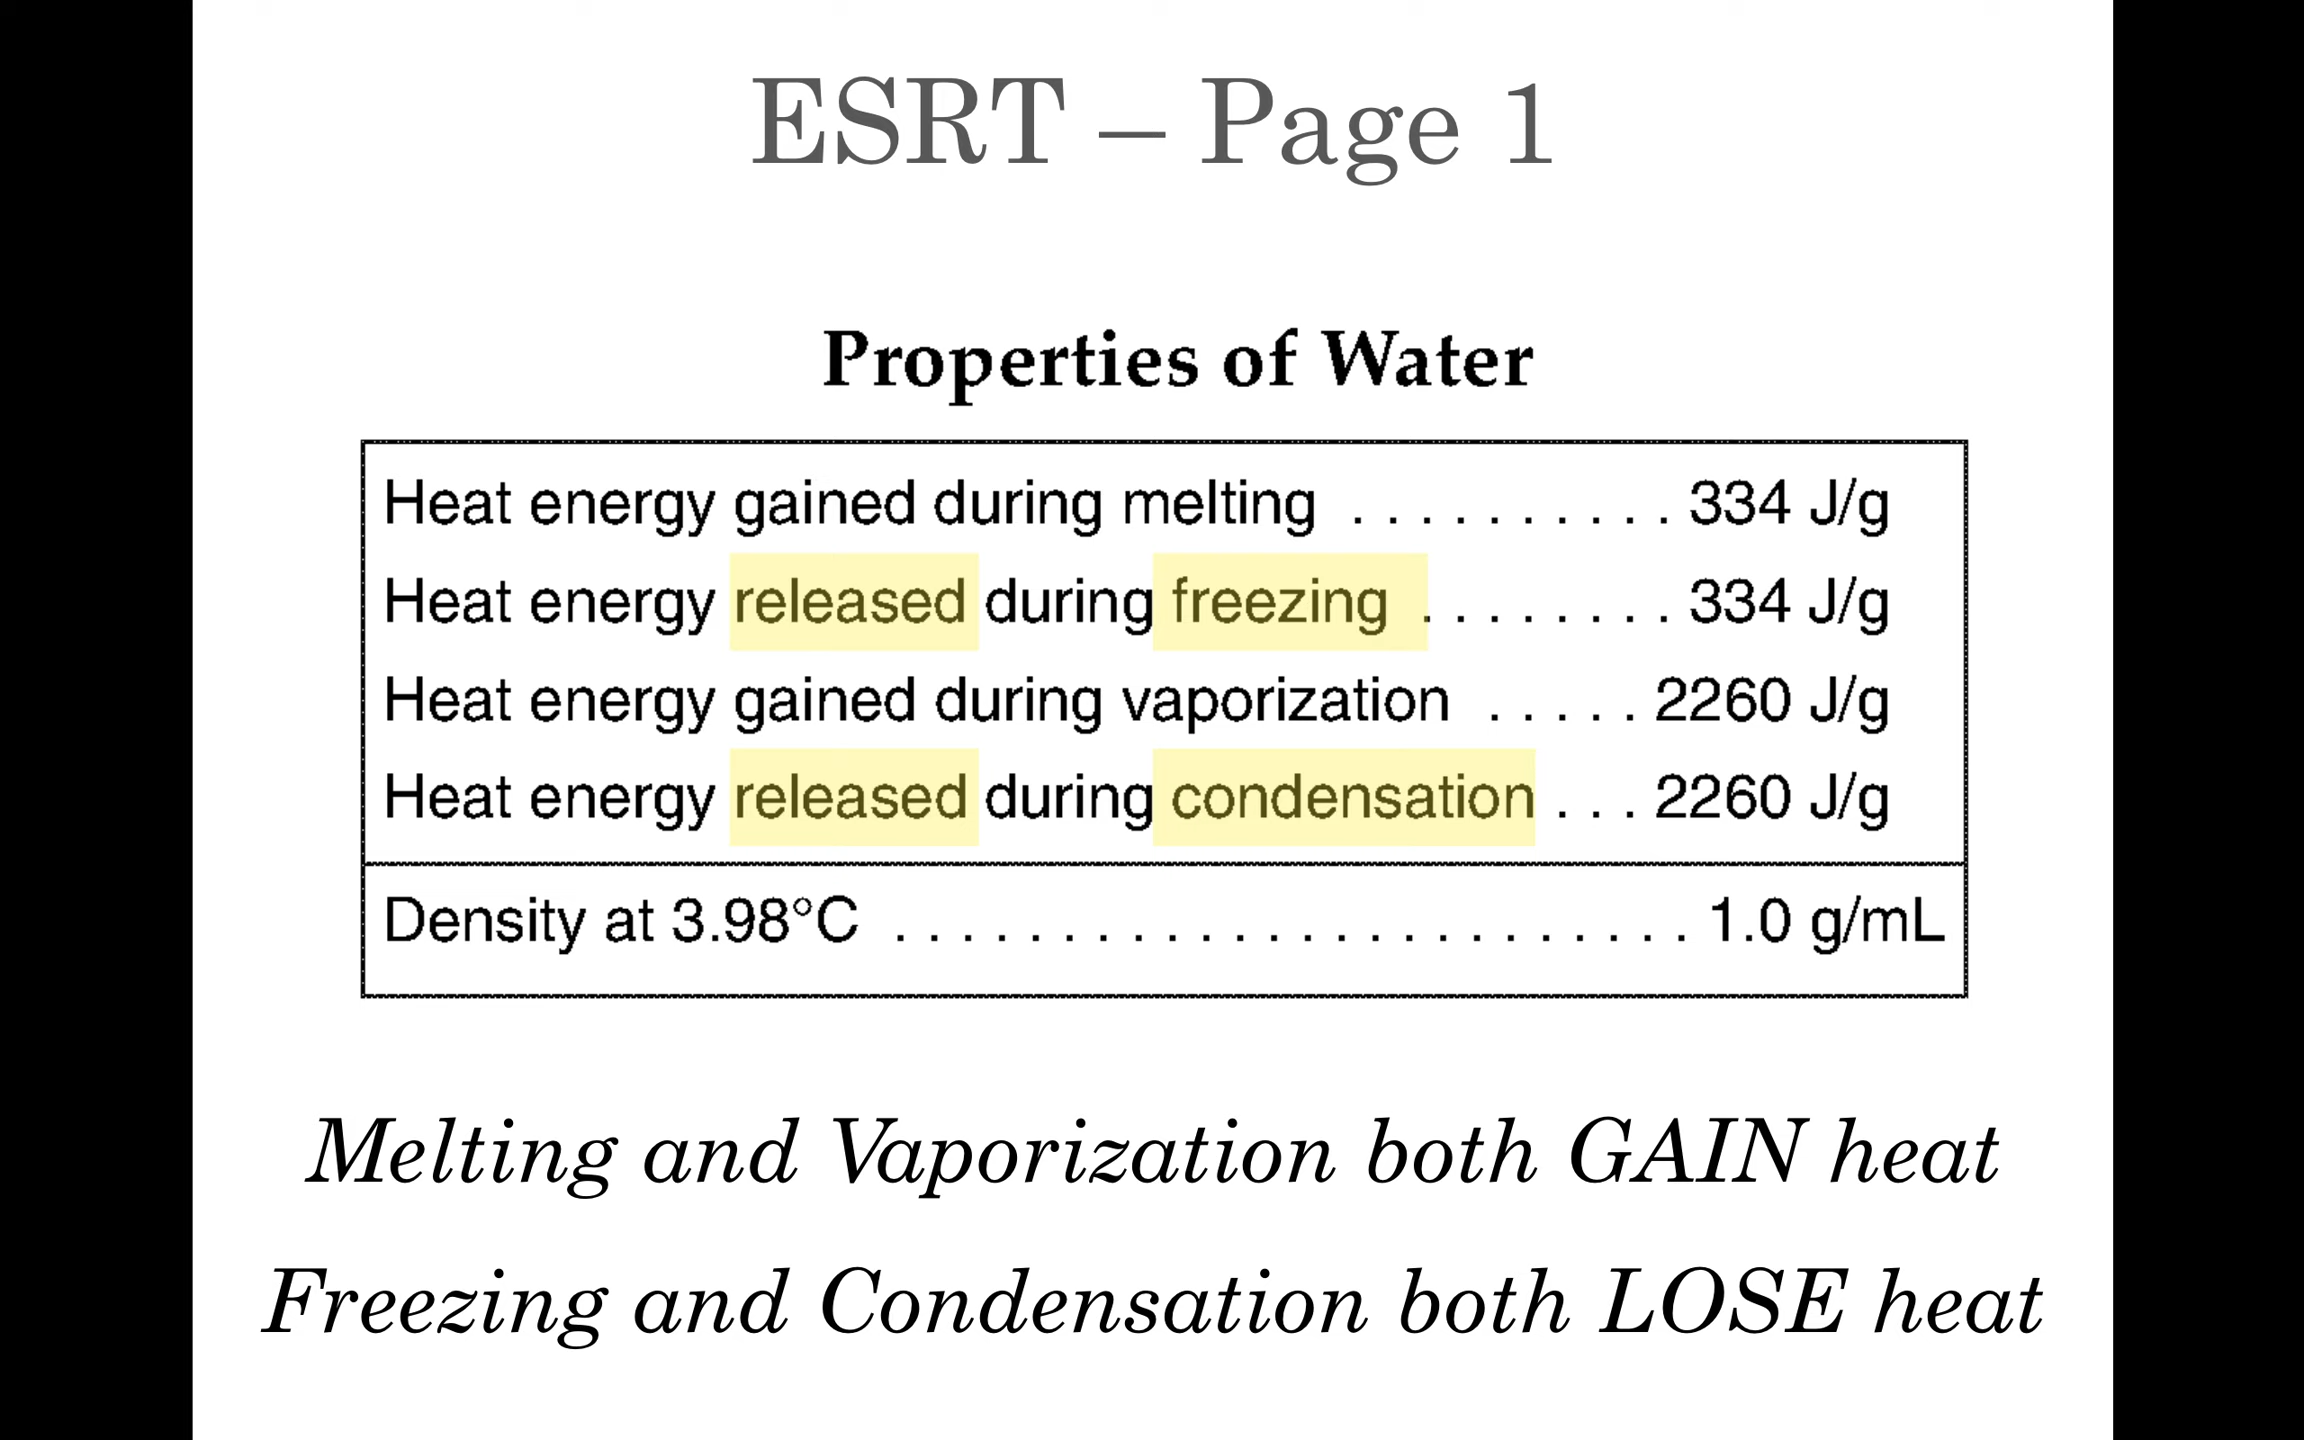 ESRT – Page 1
Properties of Water
Heat energy gained during melting . . . . . . . . . . 334 J/g
Heat energy released during freezing . . . . . . . . 334 J/g
Heat energy gained during vaporization . . . . . 2260 J/g
Heat energy released during condensation . . . 2260 J/g
Density at 3.98°C . . . . . . . . . . . . . . . . . . . . . . . . 1.0 g/mL
Melting and Vaporization both GAIN heat
Freezing and Condensation both LOSE heat